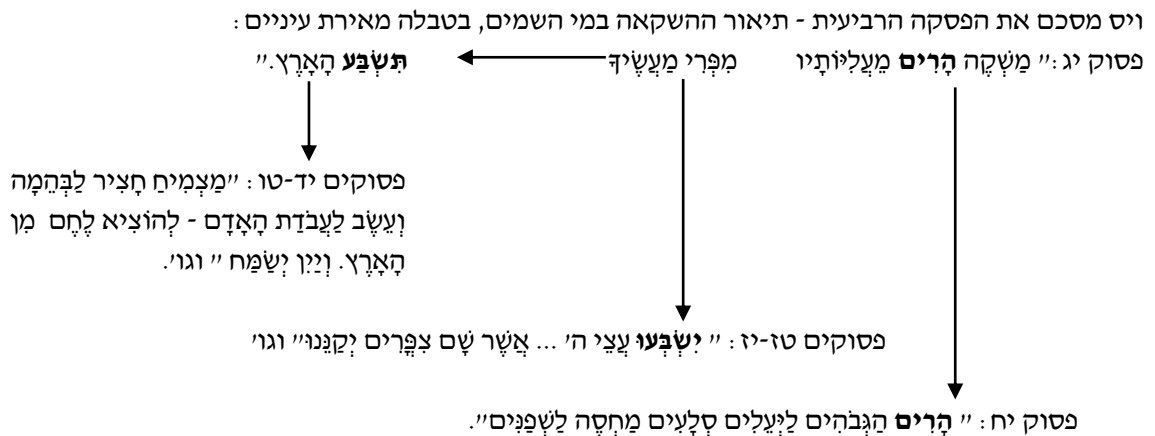 ויס מסכם את הפסקה הרביעית - תיאור ההשקאה במי השמים, בטבלה מאירת עיניים:
פסוק יג: "מַשְׁקֶה הָרִים מֵעֲלִיּוֹתָיו מִפְּרִי מַעֲשֶׂיךָ תִּשְׂבַּע הָאָרֶץ."
פסוקים יד-טו: "מַצְמִיחַ חָצִיר לַבְּהֵמָה
וְעֵשֶׂב לַעֲבֹדַת הָאָדָם - לְהוֹצִיא לֶחֶם מִן
הָאָרֶץ. וְיַיִן יְשַׂמַּח " וגו'.
פסוקים טז-יז: " יִשְׂבְּעוּ עֲצֵי ה' ... אֲשֶׁר שָׁם צִפֳּרִים יְקַנֵּנוּ" וגו'
פסוק יח: " הָרִים הַגְּבֹהִים לַיְּעֵלִים סְלָעִים מַחְסֶה לַשְׁפַנִּים".